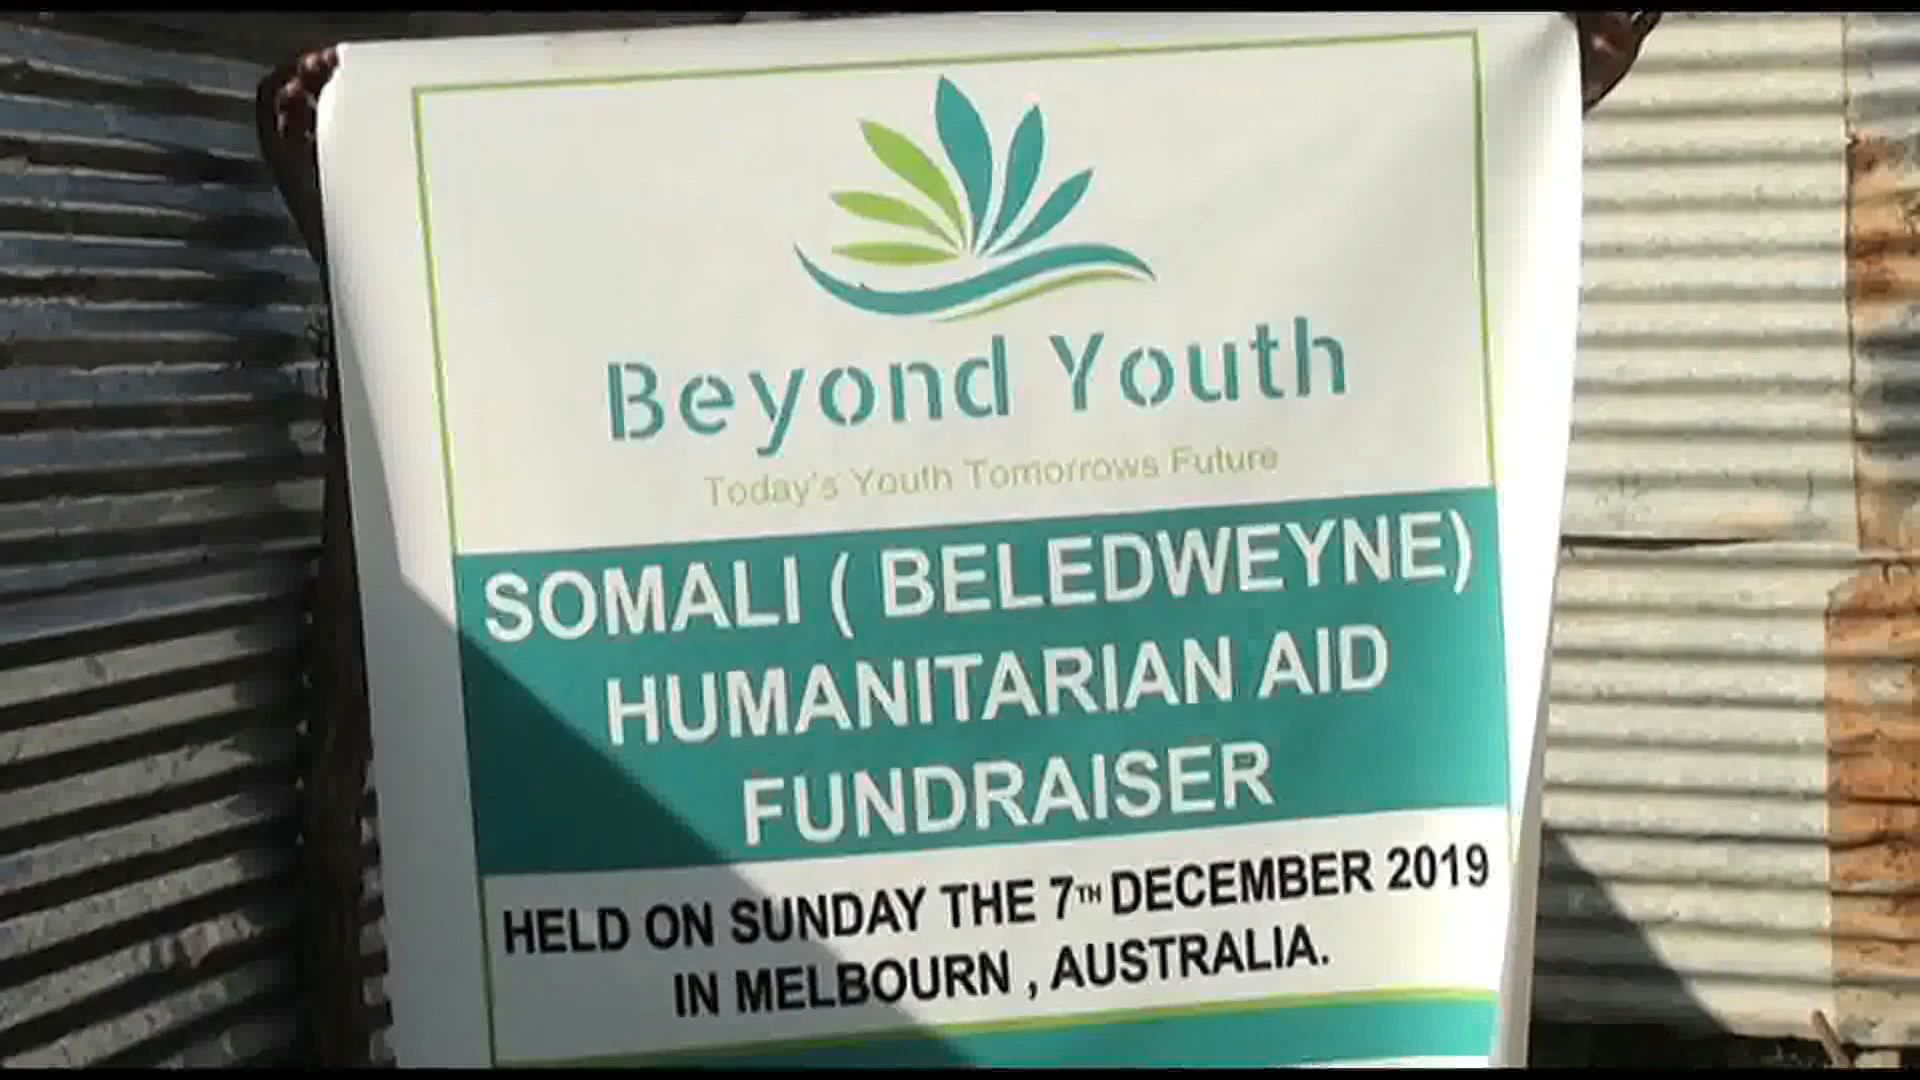 Beyond Youth
Today's Youth Tomorrows Future
SOMALI ( BELEDWEYNE)
HUMANITARIAN AID
FUNDRAISER
HELD ON SUNDAY THE 7TH DECEMBER 2019
IN MELBOURN , AUSTRALIA.